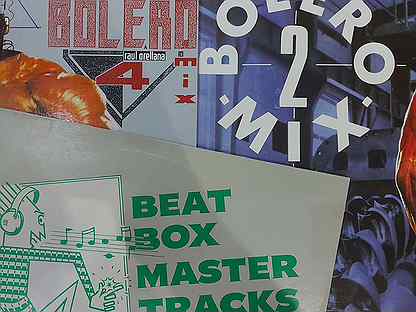 BOLERO
mix
raul orellana
4
BOLERO
2
MIX
BEAT
BOX
MASTER
TRACKS